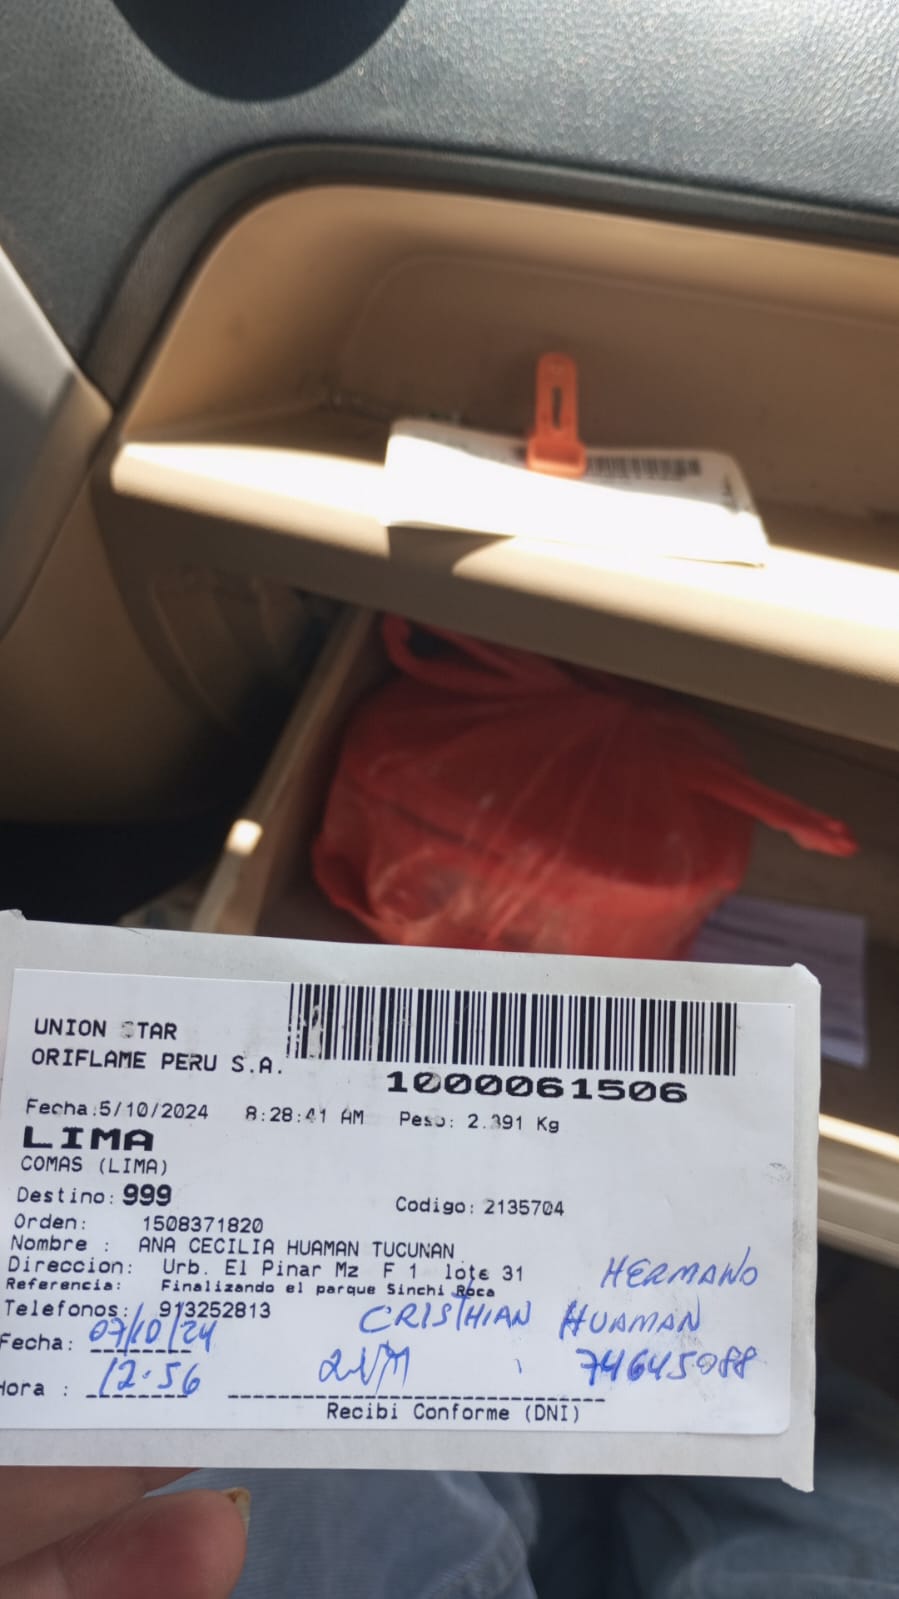 UNION STAR
ORIFLAME PERU S.A.
1000061506
Fecha:5/10/2024 8:28:41 AM Peso: 2.391 Kg
LIMA
COMAS (LIMA)
Destino: 999 Codigo: 2135704
Orden: 1508371820
Nombre : ANA CECILIA HUAMAN TUCUNAN
Direccion: Urb. El Pinar Mz F 1 lote 31
HERMANO
Referencia: Finalizando el parque Sinchi Roca
Telefonos: 913252813
CRISTHIAN HUAMAN
Fecha: 07/10/24
74645088
Hora : 12:56
Recibi Conforme (DNI)